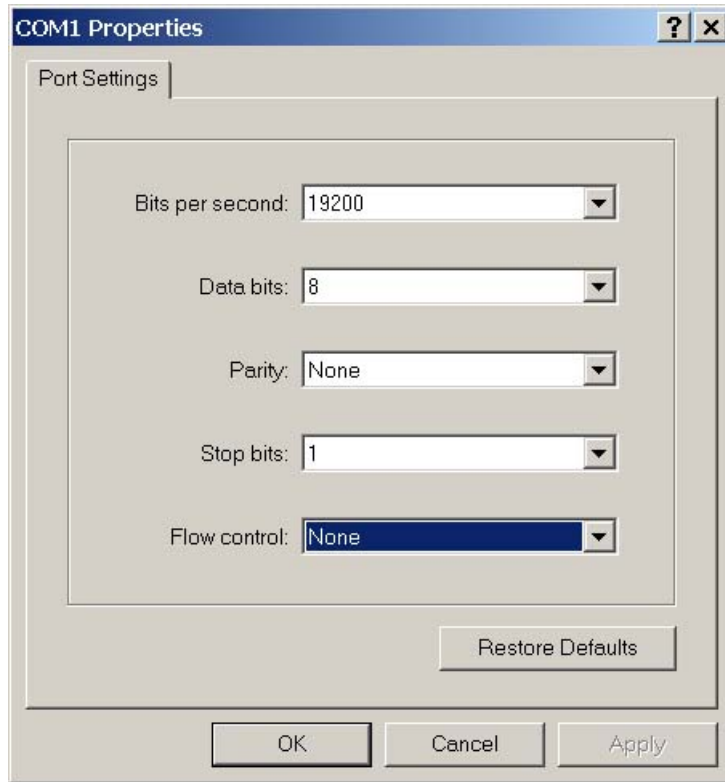 COM1 Properties
Port Settings
Bits per second: 19200
Data bits: 8
Parity: None
Stop bits: 1
Flow control: None
Restore Defaults
OK Cancel Apply